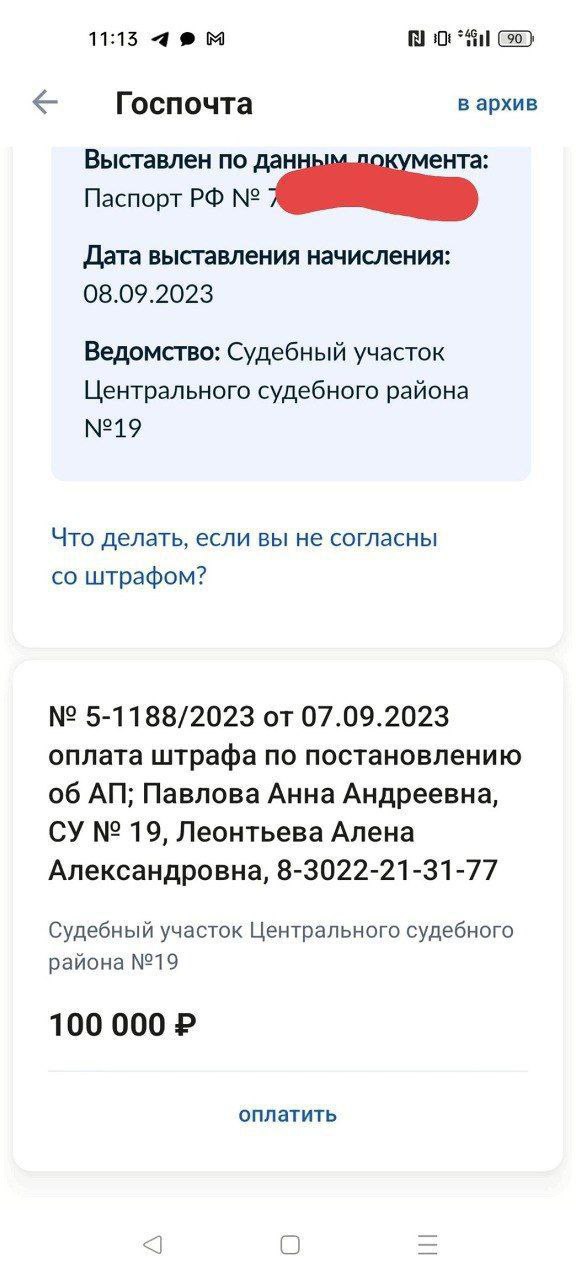 11:13
4G
90
Госпочта
в архив
Выставлен по данным документа:
Паспорт РФ № 7
Дата выставления начисления:
08.09.2023
Ведомство: Судебный участок
Центрального судебного района
№19
Что делать, если вы не согласны
со штрафом?
№ 5-1188/2023 от 07.09.2023
оплата штрафа по постановлению
об АП; Павлова Анна Андреевна,
СУ № 19, Леонтьева Алена
Александровна, 8-3022-21-31-77
Судебный участок Центрального судебного
района №19
100 000 ₽
оплатить